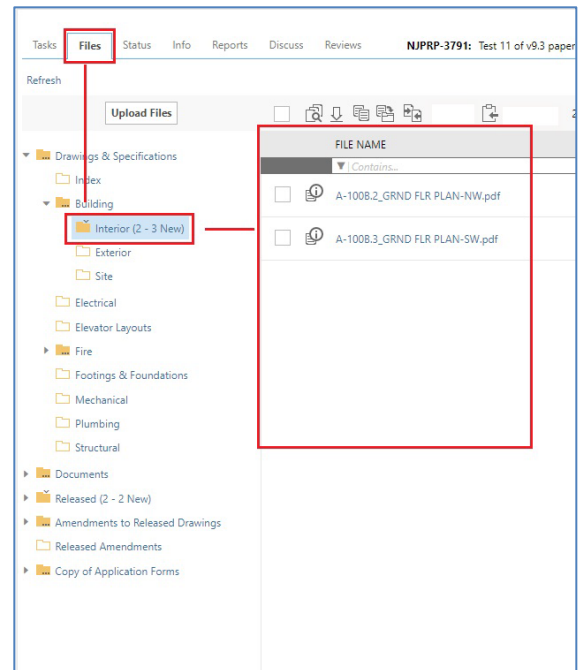 Tasks Files Status Info Reports Discuss Reviews NJPRP-3791: Test 11 of v9.3 paper
Refresh
Upload Files
FILE NAME
Contains...
Drawings & Specifications
Index
Building
Interior (2 - 3 New)
Exterior
Site
Electrical
Elevator Layouts
Fire
Footings & Foundations
Mechanical
Plumbing
Structural
Documents
Released (2 - 2 New)
Amendments to Released Drawings
Released Amendments
Copy of Application Forms
A-100B.2_GRND FLR PLAN-NW.pdf
A-100B.3_GRND FLR PLAN-SW.pdf